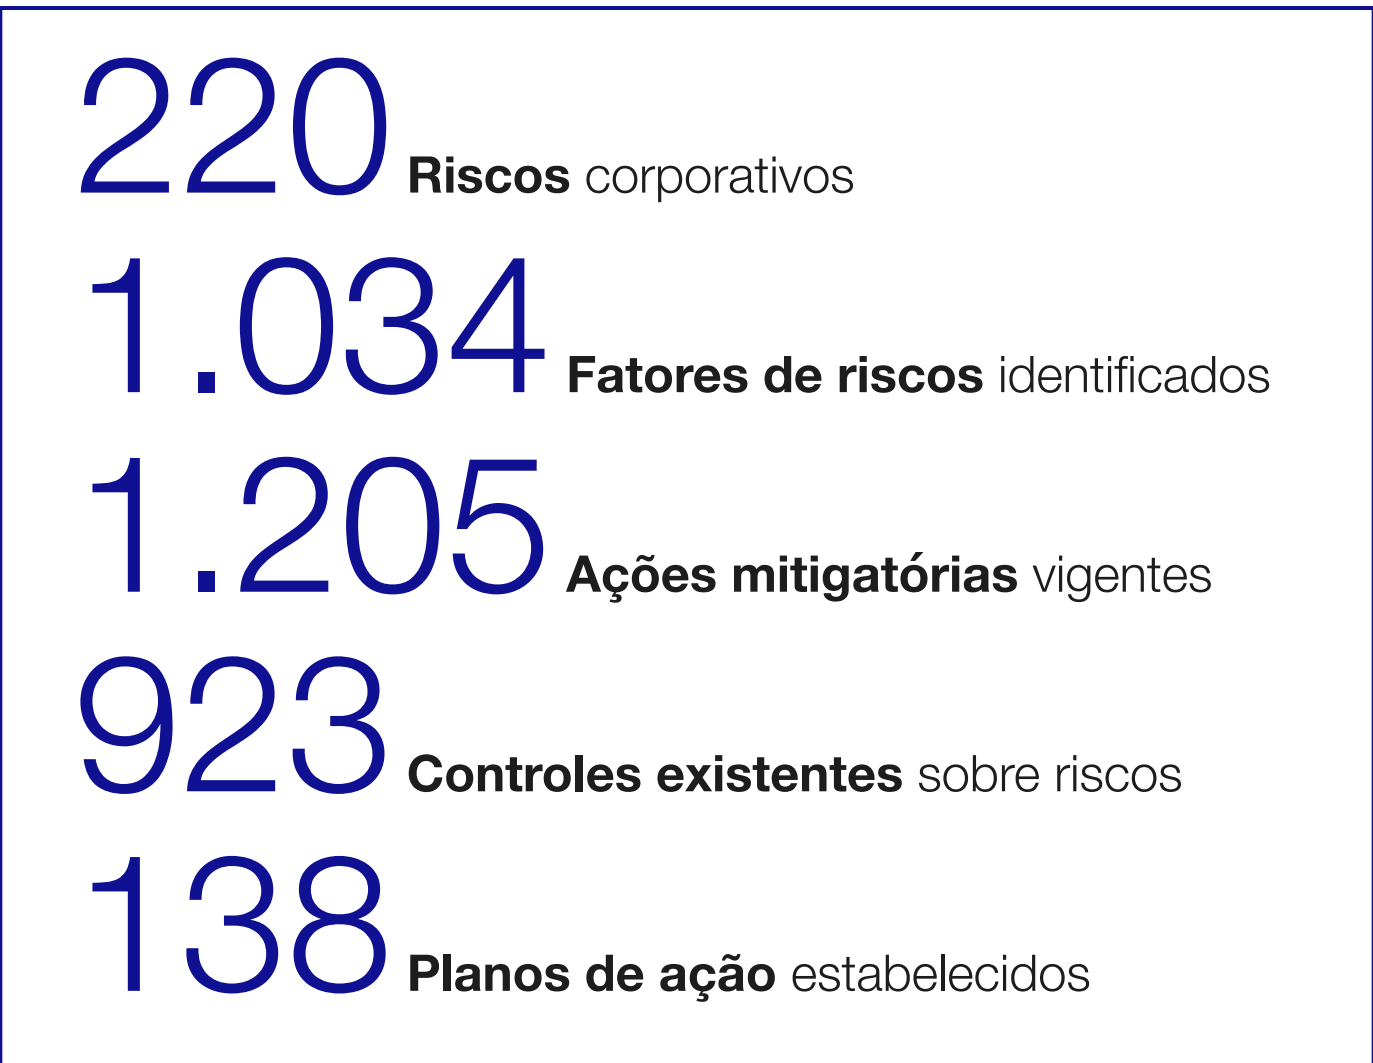 220 Riscos corporativos
1.034 Fatores de riscos identificados
1.205 Ações mitigatórias vigentes
923 Controles existentes sobre riscos
138 Planos de ação estabelecidos